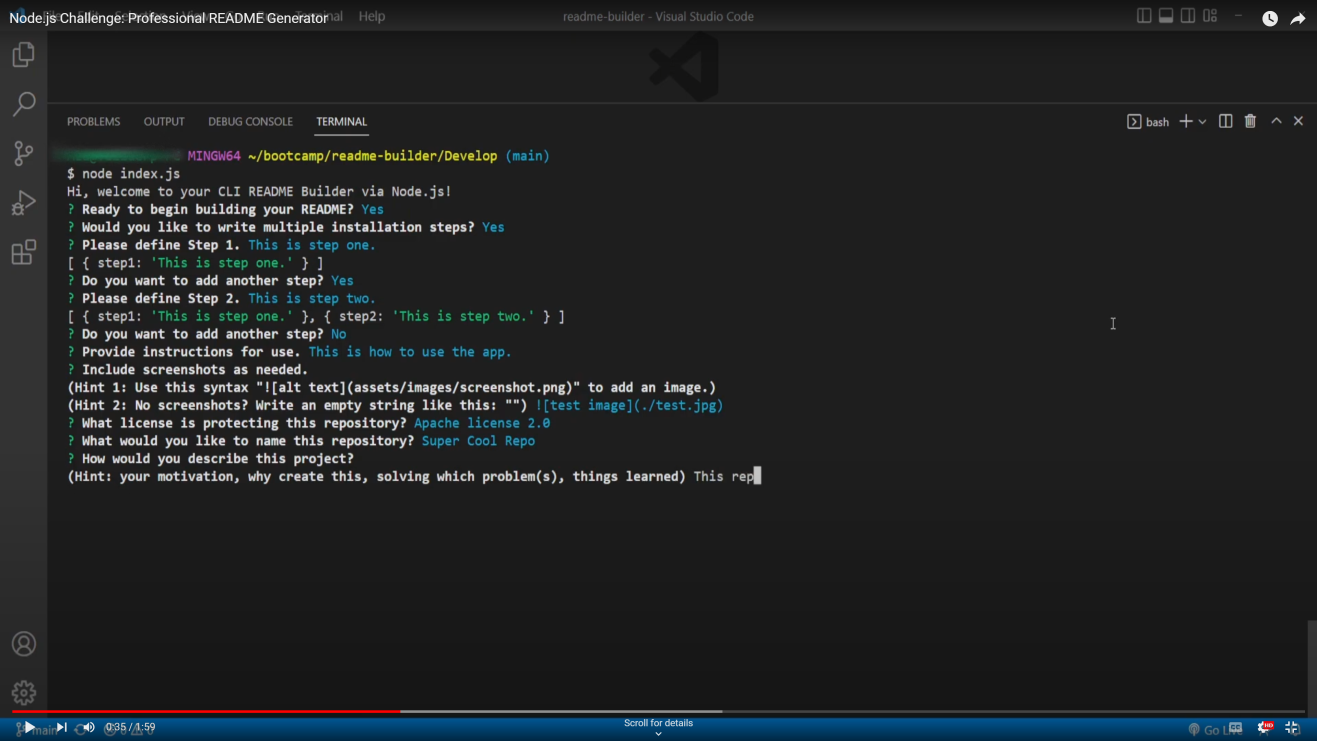 Node.js Challenge: Professional README Generator
Terminal Help
readme-builder - Visual Studio Code
PROBLEMS OUTPUT DEBUG CONSOLE TERMINAL
bash
MINGW64 ~/bootcamp/readme-builder/Develop (main)
$ node index.js
Hi, welcome to your CLI README Builder via Node.js!
? Ready to begin building your README? Yes
? Would you like to write multiple installation steps? Yes
? Please define Step 1. This is step one.
[ { step1: 'This is step one.' } ]
? Do you want to add another step? Yes
? Please define Step 2. This is step two.
[ { step1: 'This is step one.' }, { step2: 'This is step two.' } ]
? Do you want to add another step? No
? Provide instructions for use. This is how to use the app.
? Include screenshots as needed.
(Hint 1: Use this syntax "![alt text](assets/images/screenshot.png)" to add an image.)
(Hint 2: No screenshots? Write an empty string like this: "") ![test image](./test.jpg)
? What license is protecting this repository? Apache license 2.0
? What would you like to name this repository? Super Cool Repo
? How would you describe this project?
(Hint: your motivation, why create this, solving which problem(s), things learned) This rep
main
0:35 / 1:59
Scroll for details
Go Live
CC
HD